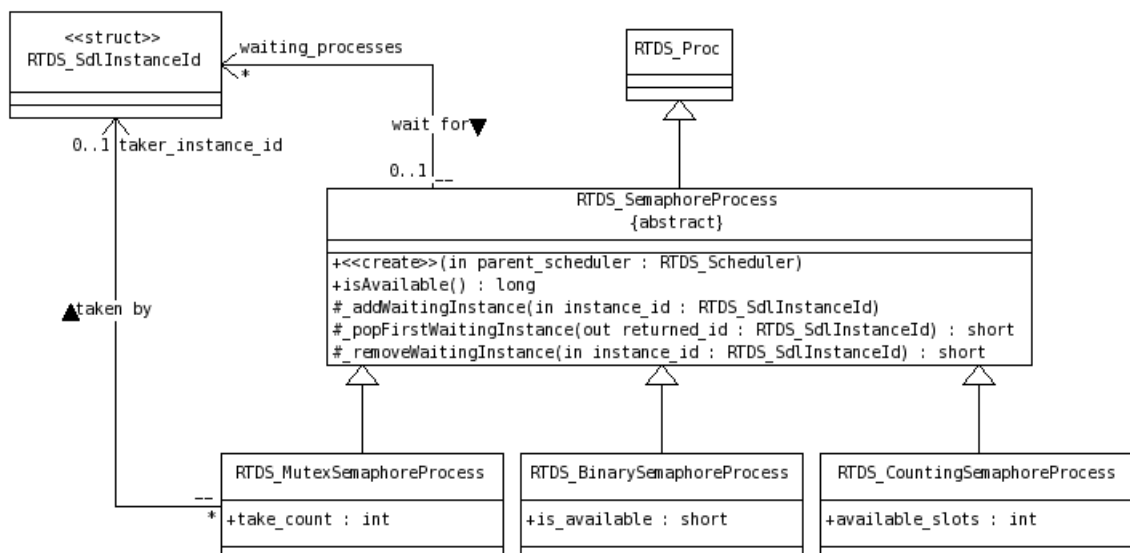 <<struct>>
RTDS_SdlInstanceId
waiting_processes
*
RTDS_Proc
wait for▼
0..1 taker_instance_id
0..1 __
RTDS_SemaphoreProcess
{abstract}
+<<create>>(in parent_scheduler : RTDS_Scheduler)
+isAvailable() : long
#_addWaitingInstance(in instance_id : RTDS_SdlInstanceId)
#_popFirstWaitingInstance(out returned_id : RTDS_SdlInstanceId) : short
#_removeWaitingInstance(in instance_id : RTDS_SdlInstanceId) : short
▲taken by
__
*
RTDS_MutexSemaphoreProcess
+take_count : int
RTDS_BinarySemaphoreProcess
+is_available : short
RTDS_CountingSemaphoreProcess
+available_slots : int